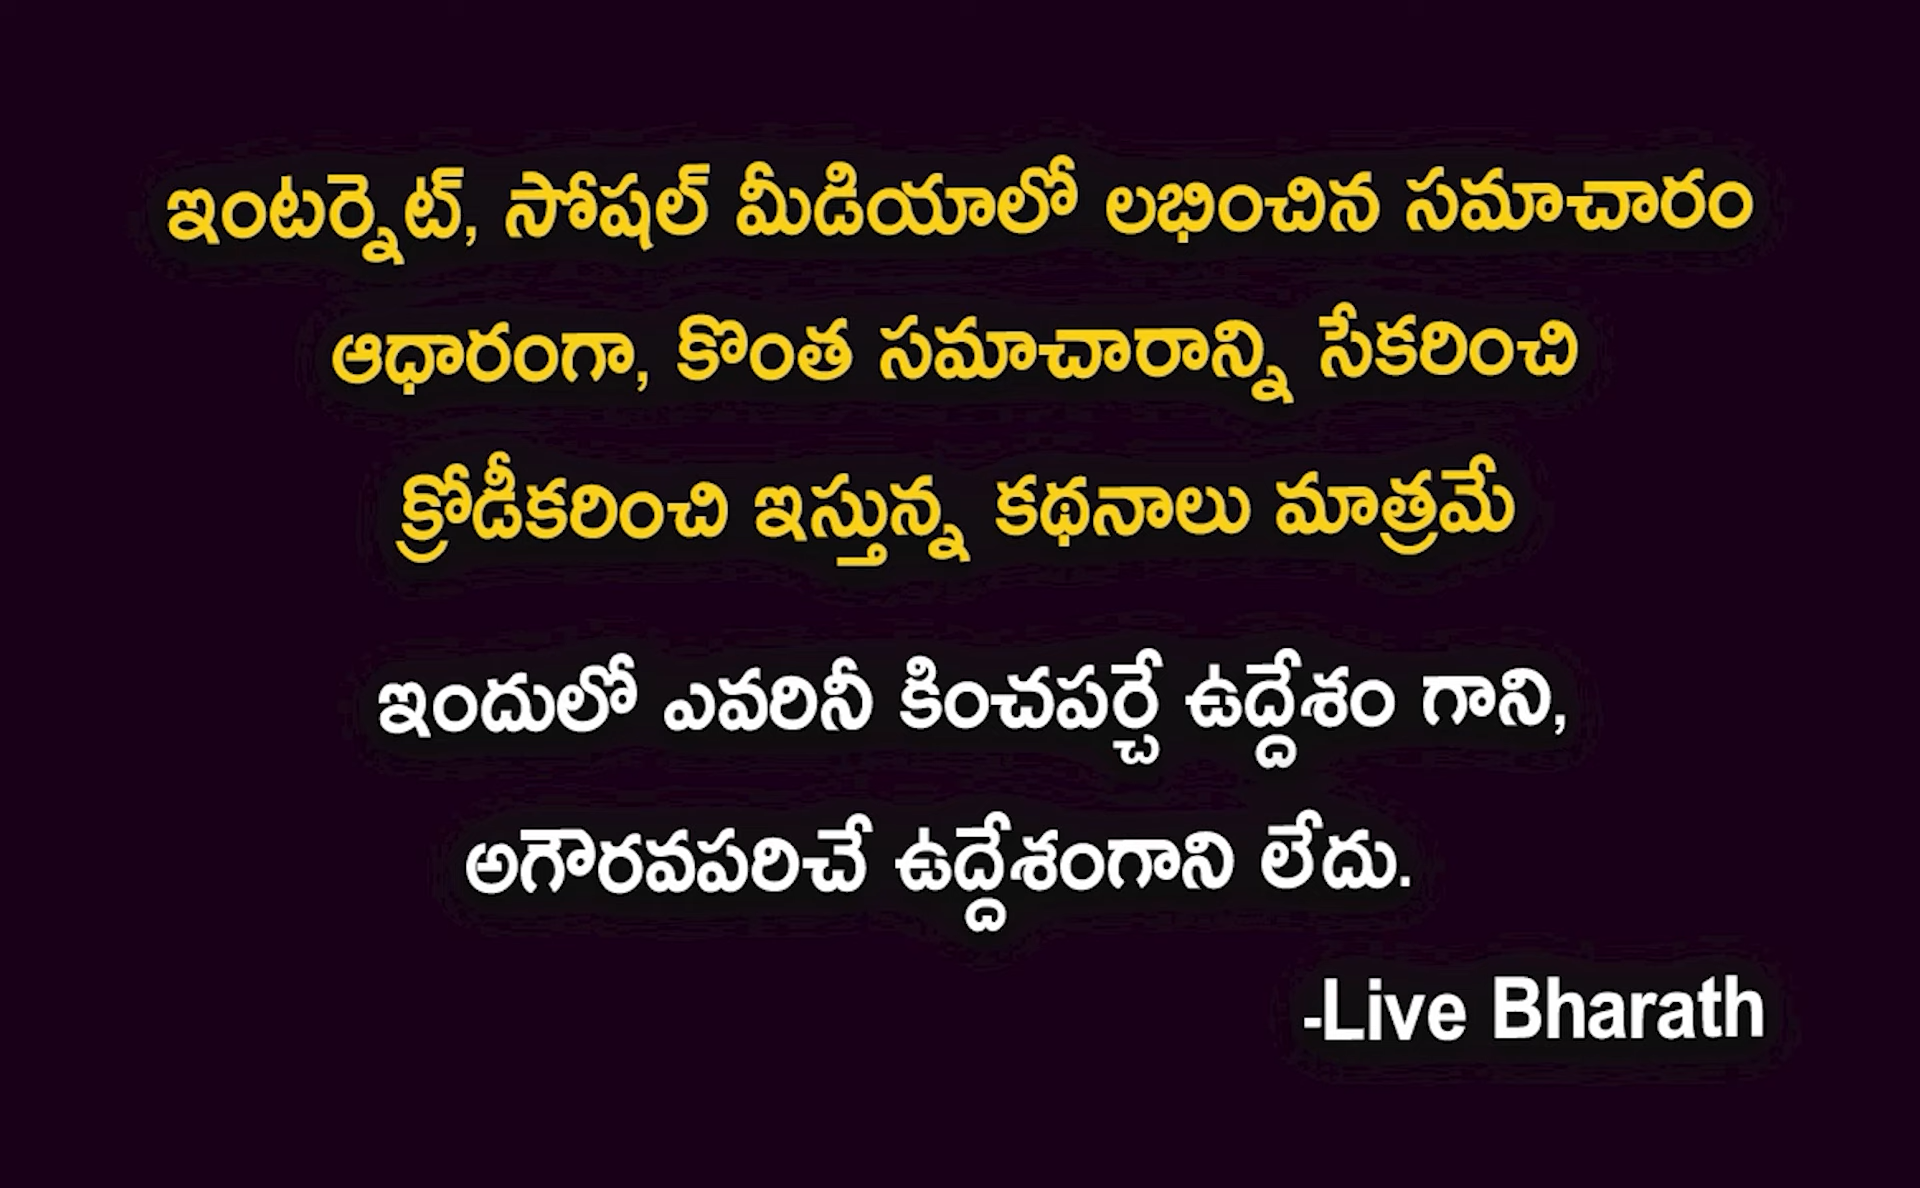 ఇంటర్నెట్, సోషల్ మీడియాలో లభించిన సమాచారం
ఆధారంగా, కొంత సమాచారాన్ని సేకరించి
క్రోడీకరించి ఇస్తున్న కథనాలు మాత్రమే
ఇందులో ఎవరినీ కించపర్చే ఉద్దేశం గాని,
అగౌరవపరిచే ఉద్దేశంగాని లేదు.
-Live Bharath